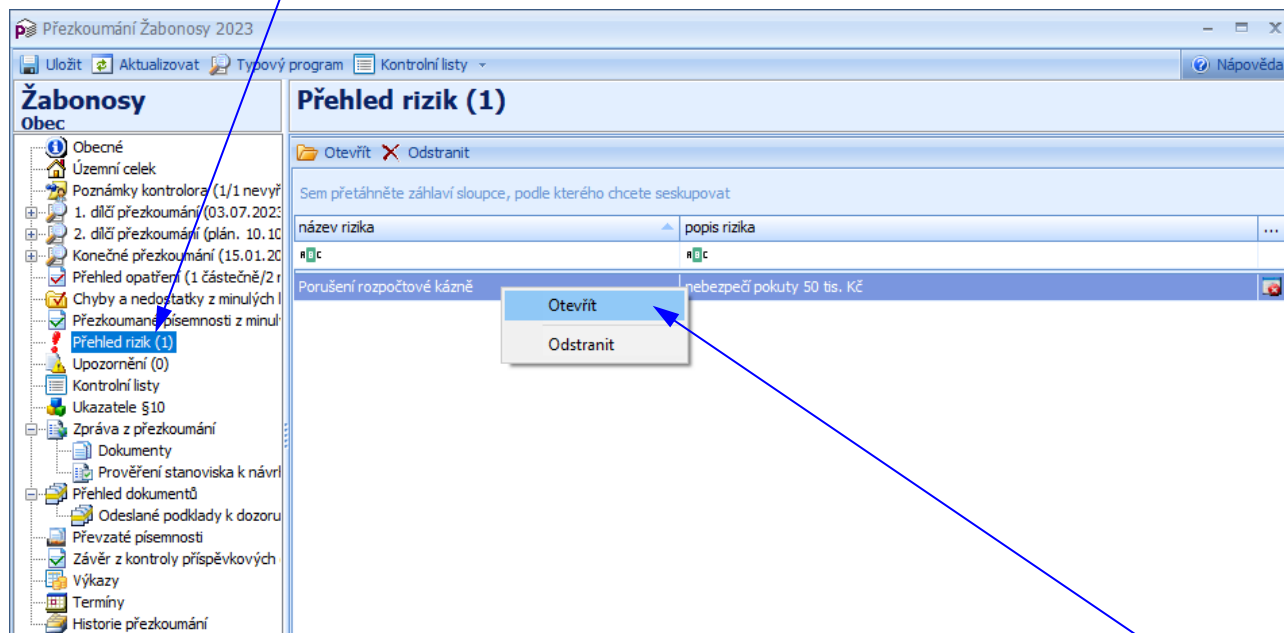 Přezkoumání Žabonosy 2023
Uložit Aktualizovat Typový program Kontrolní listy Nápověda
Žabonosy
Obec
Přehled rizik (1)
Obecné
Územní celek
Poznámky kontrolora (1/1 nevyř
1. dílčí přezkoumání (03.07.2023
2. dílčí přezkoumání (plán. 10.10
Konečné přezkoumání (15.01.20
Přehled opatření (1 částečně/2 r
Chyby a nedostatky z minulých l
Přezkoumané písemnosti z minul
Přehled rizik (1)
Upozornění (0)
Kontrolní listy
Ukazatele §10
Zpráva z přezkoumání
Dokumenty
Prověření stanoviska k návrl
Přehled dokumentů
Odeslané podklady k dozoru
Převzaté písemnosti
Závěr z kontroly příspěvkových
Výkazy
Termíny
Historie přezkoumání
Otevřít Odstranit
Sem přetáhněte záhlaví sloupce, podle kterého chcete seskupovat
název rizika popis rizika ...
ABC ABC
Porušení rozpočtové kázně nebezpečí pokuty 50 tis. Kč
Otevřít
Odstranit